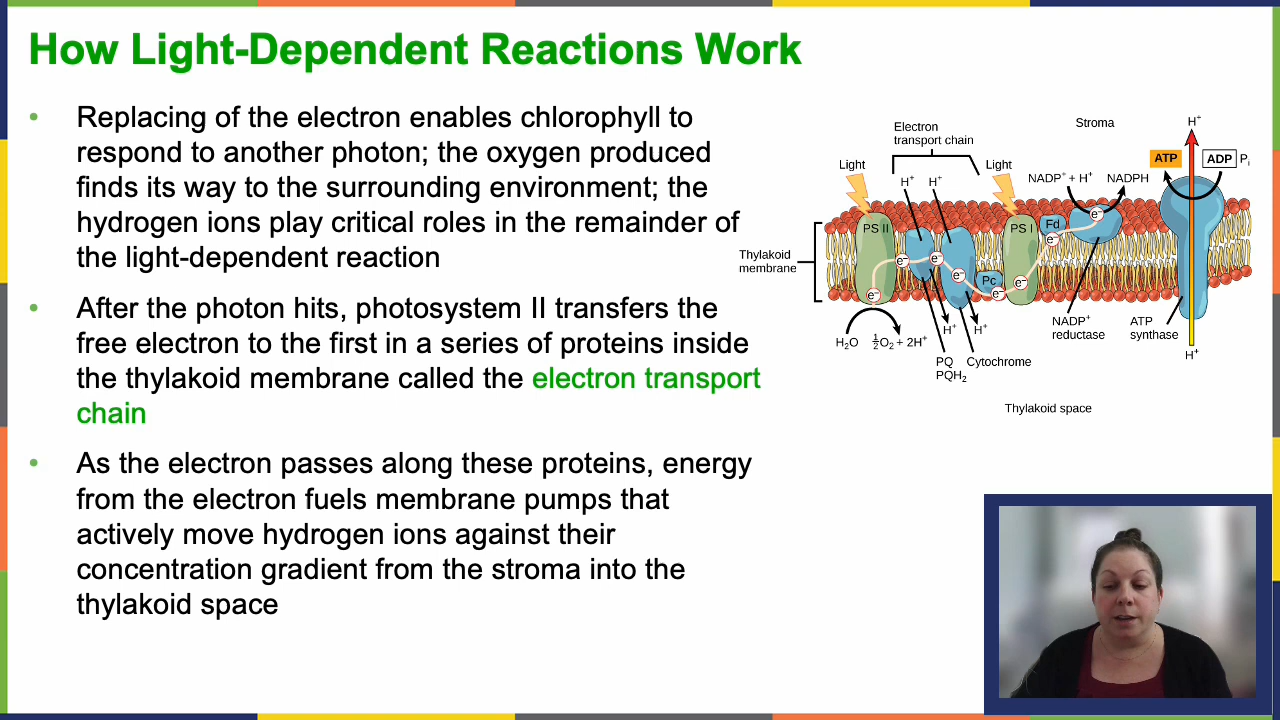 How Light-Dependent Reactions Work
• Replacing of the electron enables chlorophyll to
respond to another photon; the oxygen produced
finds its way to the surrounding environment; the
hydrogen ions play critical roles in the remainder of
the light-dependent reaction
• After the photon hits, photosystem II transfers the
free electron to the first in a series of proteins inside
the thylakoid membrane called the electron transport
chain
• As the electron passes along these proteins, energy
from the electron fuels membrane pumps that
actively move hydrogen ions against their
concentration gradient from the stroma into the
thylakoid space
Electron
transport chain
Stroma
H⁺
Light
Light
ATP
ADP
Pᵢ
H⁺
H⁺
NADP⁺ + H⁺
NADPH
PS II
PS I
Fd
e⁻
e⁻
Thylakoid
membrane
e⁻
e⁻
e⁻
Pc
e⁻
e⁻
e⁻
H₂O
½O₂ + 2H⁺
H⁺
H⁺
NADP⁺
reductase
ATP
synthase
H⁺
PQ
PQH₂
Cytochrome
Thylakoid space